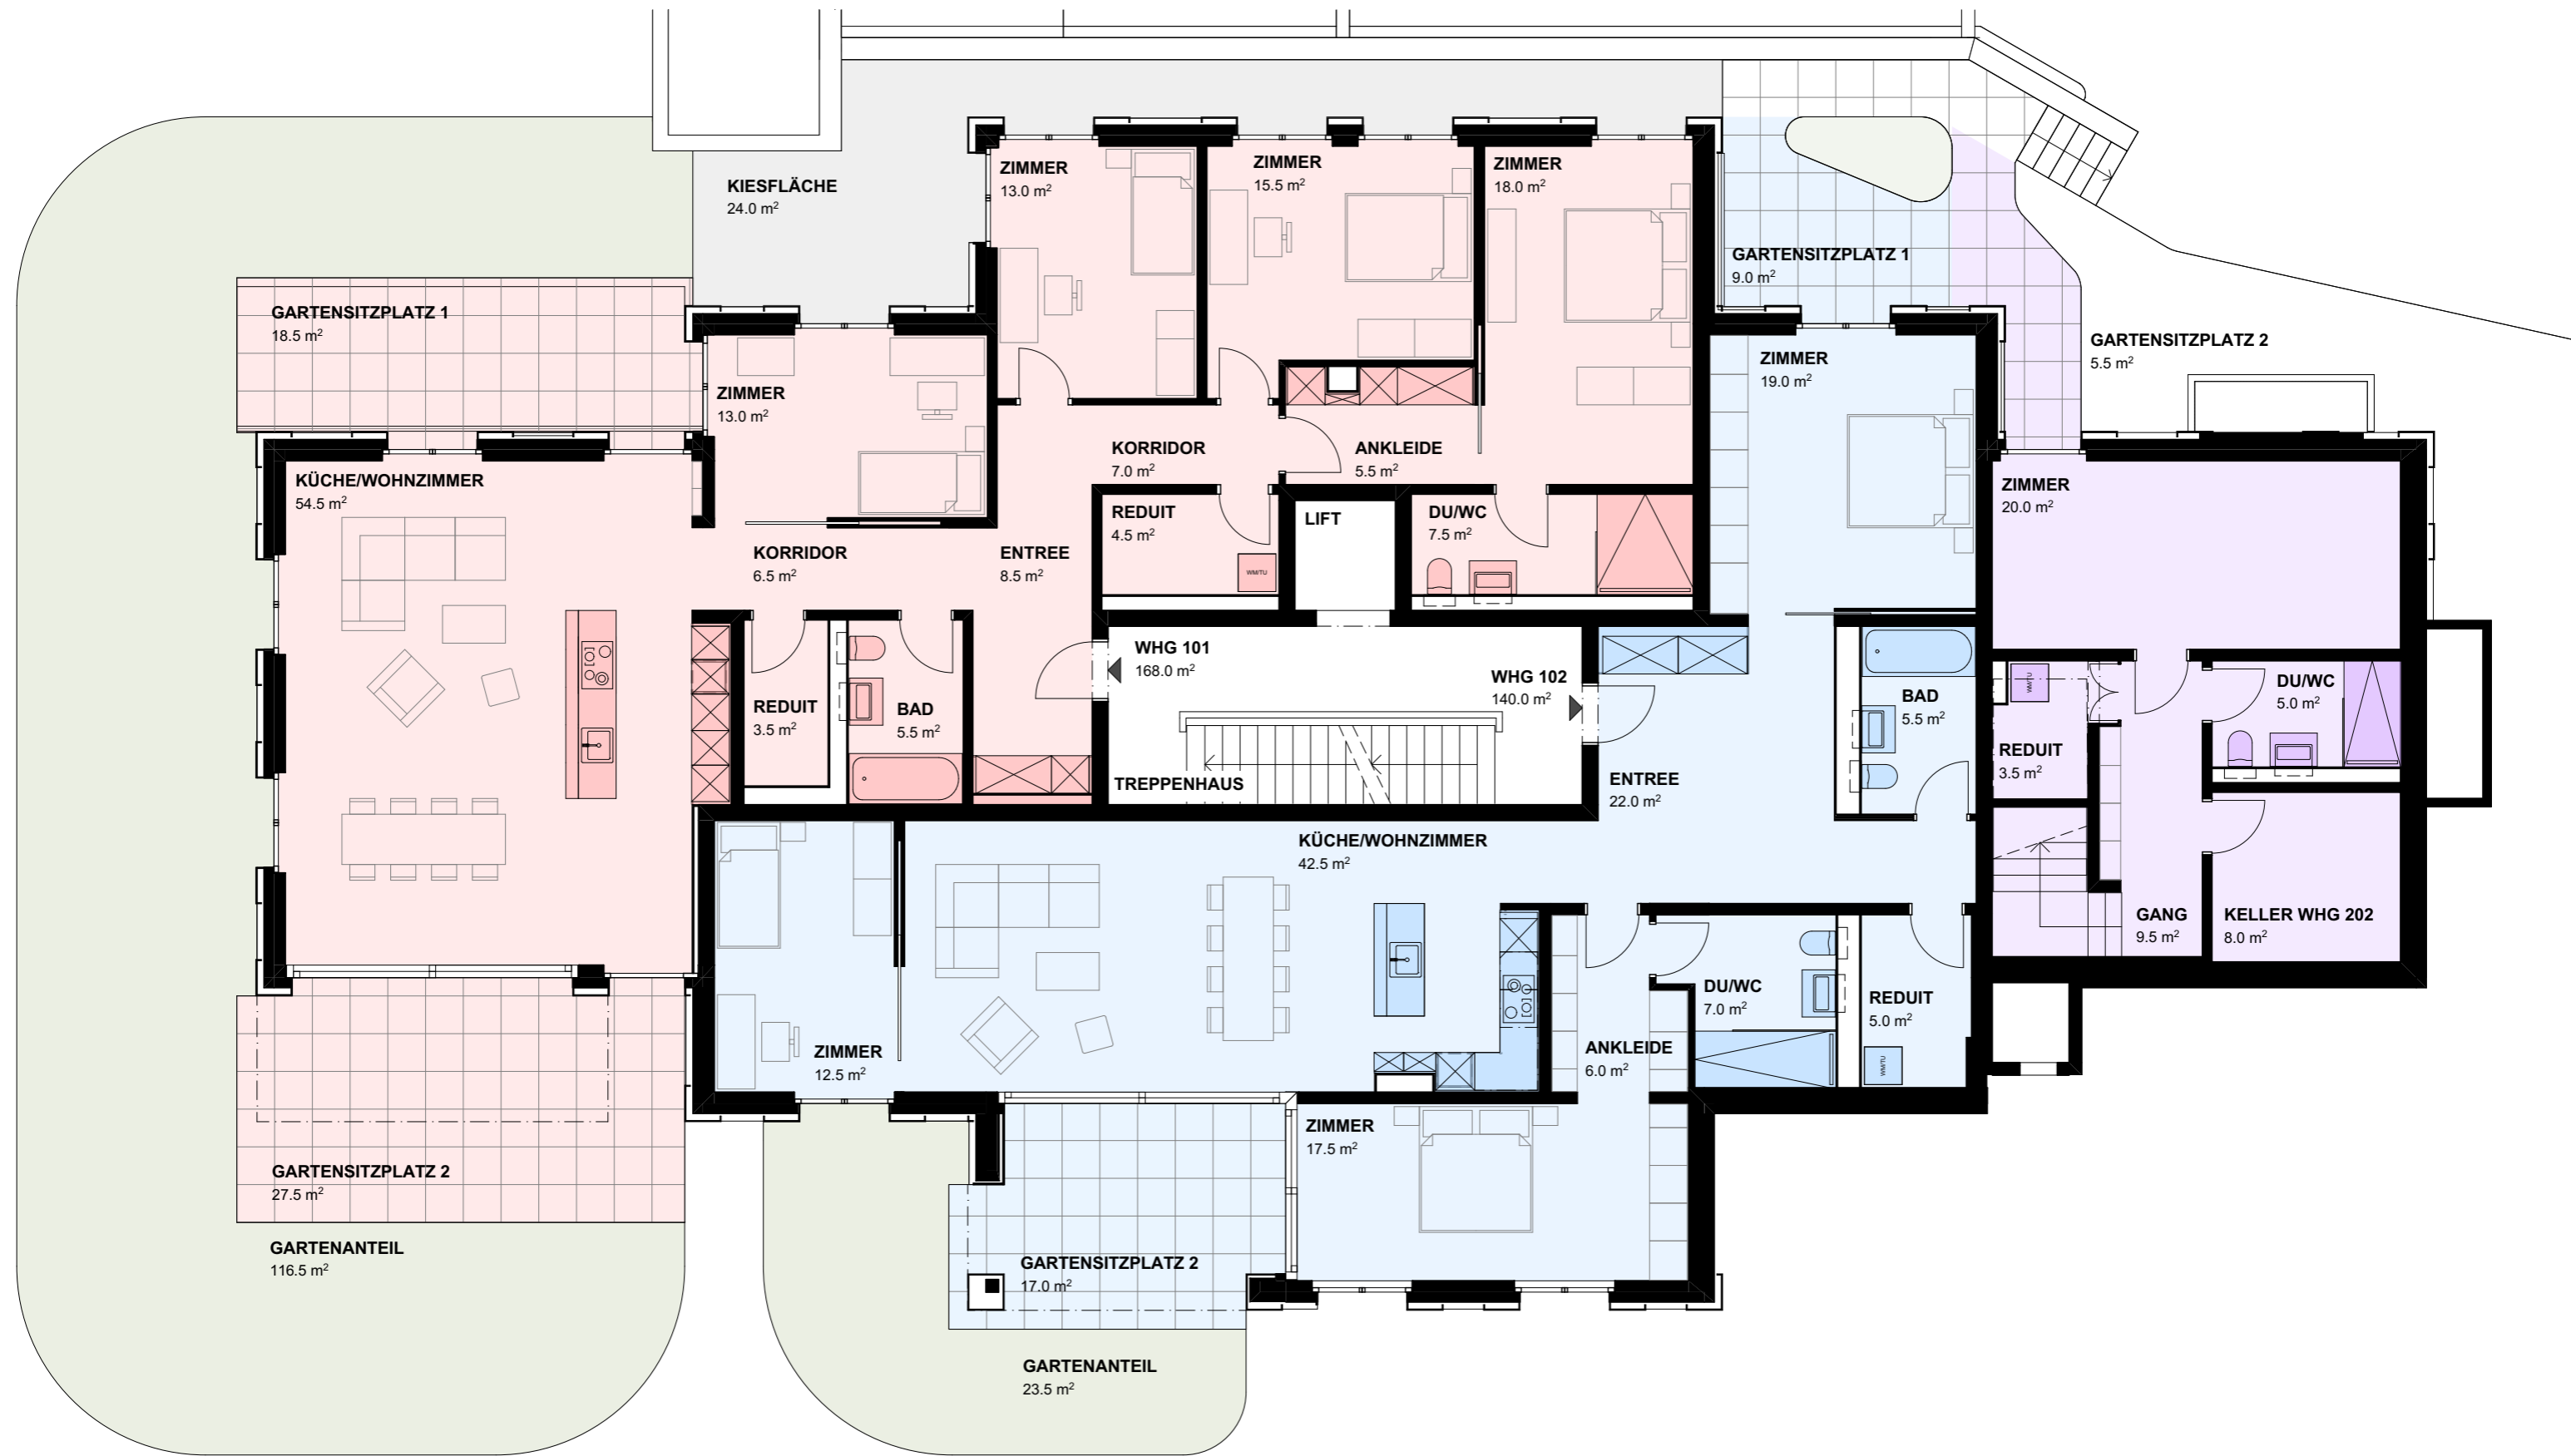 KIESFLÄCHE
24.0 m²
ZIMMER
13.0 m²
ZIMMER
15.5 m²
ZIMMER
18.0 m²
GARTENSITZPLATZ 1
9.0 m²
GARTENSITZPLATZ 1
18.5 m²
GARTENSITZPLATZ 2
5.5 m²
ZIMMER
13.0 m²
ZIMMER
19.0 m²
KÜCHE/WOHNZIMMER
54.5 m²
KORRIDOR
7.0 m²
ANKLEIDE
5.5 m²
ZIMMER
20.0 m²
REDUIT
4.5 m²
WM/TU
LIFT
DU/WC
7.5 m²
KORRIDOR
6.5 m²
ENTREE
8.5 m²
WHG 101
168.0 m²
WHG 102
140.0 m²
REDUIT
3.5 m²
BAD
5.5 m²
BAD
5.5 m²
WM/TU
DU/WC
5.0 m²
REDUIT
3.5 m²
TREPPENHAUS
ENTREE
22.0 m²
KÜCHE/WOHNZIMMER
42.5 m²
GANG
9.5 m²
KELLER WHG 202
8.0 m²
DU/WC
7.0 m²
REDUIT
5.0 m²
WM/TU
ZIMMER
12.5 m²
ANKLEIDE
6.0 m²
ZIMMER
17.5 m²
GARTENSITZPLATZ 2
27.5 m²
GARTENANTEIL
116.5 m²
GARTENSITZPLATZ 2
17.0 m²
GARTENANTEIL
23.5 m²